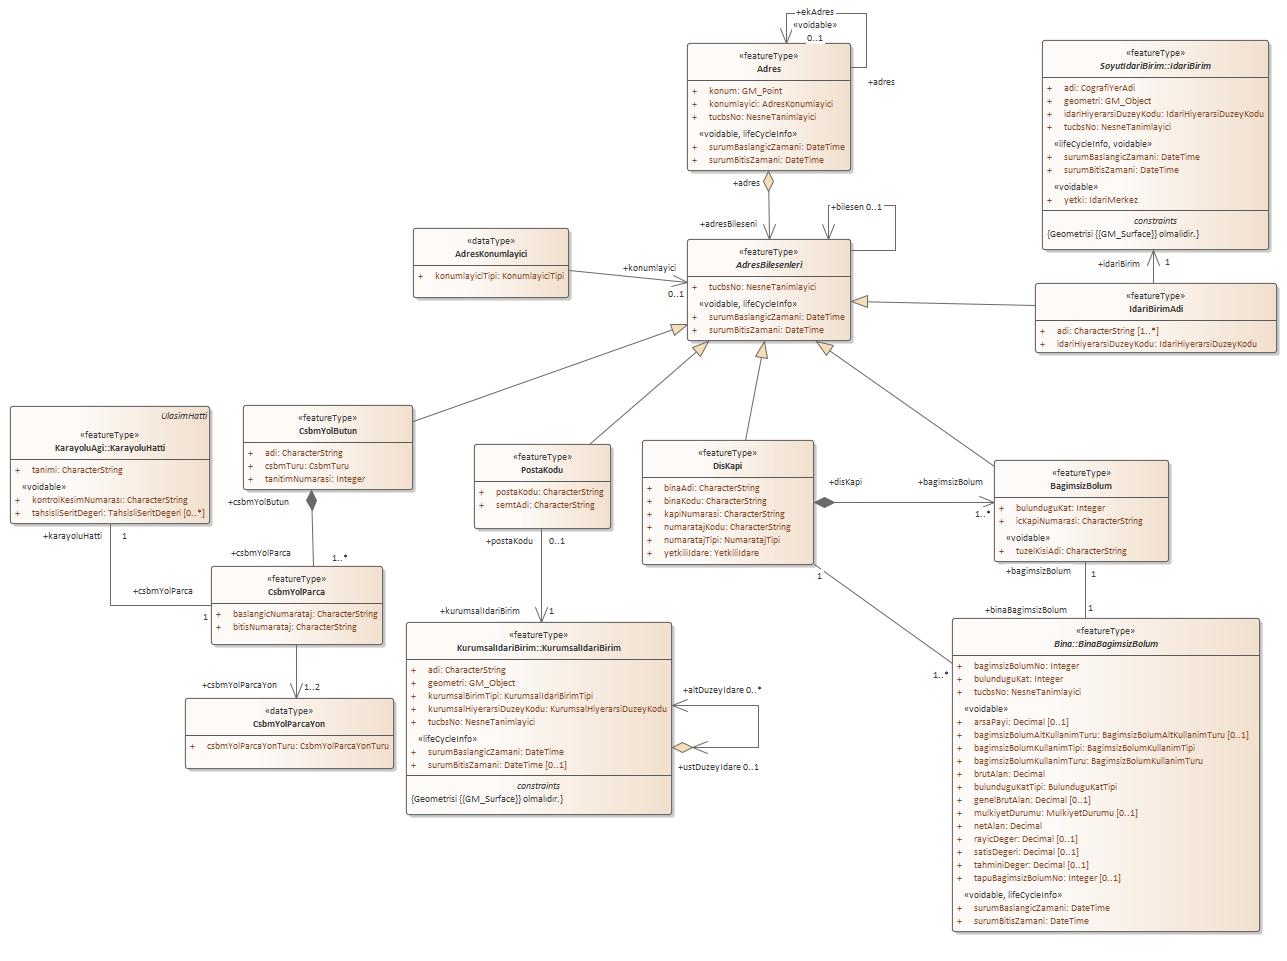 +ekAdres
«voidable»
0..1
«featureType»
Adres
+ konum: GM_Point
+ konumlayici: AdresKonumlayici
+ tucbsNo: NesneTanimlayici
«voidable, lifeCycleInfo»
+ surumBaslangicZamani: DateTime
+ surumBitisZamani: DateTime
+adres
+adres
+adresBileseni
+bilesen 0..1
«featureType»
SoyutIdariBirim::IdariBirim
+ adi: CografiYerAdi
+ geometri: GM_Object
+ idariHiyerarsiDuzeyKodu: IdariHiyerarsiDuzeyKodu
+ tucbsNo: NesneTanimlayici
«lifeCycleInfo, voidable»
+ surumBaslangicZamani: DateTime
+ surumBitisZamani: DateTime
«voidable»
+ yetki: IdariMerkez
constraints
{Geometrisi {{GM_Surface}} olmalidir.}
+idariBirim 1
«featureType»
IdariBirimAdi
+ adi: CharacterString [1..*]
+ idariHiyerarsiDuzeyKodu: IdariHiyerarsiDuzeyKodu
«dataType»
AdresKonumlayici
+ konumlayiciTipi: KonumlayiciTipi
+konumlayici
0..1
«featureType»
AdresBilesenleri
+ tucbsNo: NesneTanimlayici
«voidable, lifeCycleInfo»
+ surumBaslangicZamani: DateTime
+ surumBitisZamani: DateTime
UlasimHatti
«featureType»
KarayoluAgi::KarayoluHatti
+ tanimi: CharacterString
«voidable»
+ kontrolKesimNumarasi: CharacterString
+ tahsisliSeritDegeri: TahsisliSeritDegeri [0..*]
+karayoluHatti 1
+csbmYolParca
1
«featureType»
CsbmYolButun
+ adi: CharacterString
+ csbmTuru: CsbmTuru
+ tanitimNumarasi: Integer
+csbmYolButun
+csbmYolParca
1..*
«featureType»
CsbmYolParca
+ baslangicNumarataj: CharacterString
+ bitisNumarataj: CharacterString
+csbmYolParcaYon 1..2
«dataType»
CsbmYolParcaYon
+ csbmYolParcaYonTuru: CsbmYolParcaYonTuru
«featureType»
PostaKodu
+ postaKodu: CharacterString
+ semtAdi: CharacterString
+postaKodu 0..1
+kurumsalIdariBirim 1
«featureType»
KurumsalIdariBirim::KurumsalIdariBirim
+ adi: CharacterString
+ geometri: GM_Object
+ kurumsalBirimTipi: KurumsalIdariBirimTipi
+ kurumsalHiyerarsiDuzeyKodu: KurumsalHiyerarsiDuzeyKodu
+ tucbsNo: NesneTanimlayici
«lifeCycleInfo»
+ surumBaslangicZamani: DateTime
+ surumBitisZamani: DateTime [0..1]
constraints
{Geometrisi {{GM_Surface}} olmalidir.}
+altDuzeyIdare 0..*
+ustDuzeyIdare 0..1
«featureType»
DisKapi
+ binaAdi: CharacterString
+ binaKodu: CharacterString
+ kapiNumarasi: CharacterString
+ numaratajKodu: CharacterString
+ numaratajTipi: NumaratajTipi
+ yetkiliIdare: YetkiliIdare
+disKapi
+bagimsizBolum
1..*
1
1..*
«featureType»
BagimsizBolum
+ bulunduguKat: Integer
+ icKapiNumarasi: CharacterString
«voidable»
+ tuzelKisiAdi: CharacterString
+bagimsizBolum 1
+binaBagimsizBolum 1
«featureType»
Bina::BinaBagimsizBolum
+ bagimsizBolumNo: Integer
+ bulunduguKat: Integer
+ tucbsNo: NesneTanimlayici
«voidable»
+ arsaPayi: Decimal [0..1]
+ bagimsizBolumAltKullanimTuru: BagimsizBolumAltKullanimTuru [0..1]
+ bagimsizBolumKullanimTipi: BagimsizBolumKullanimTipi
+ bagimsizBolumKullanimTuru: BagimsizBolumKullanimTuru
+ brutAlan: Decimal
+ bulunduguKatTipi: BulunduguKatTipi
+ genelBrutAlan: Decimal [0..1]
+ mulkiyetDurumu: MulkiyetDurumu [0..1]
+ netAlan: Decimal
+ rayicDeger: Decimal [0..1]
+ satisDegeri: Decimal [0..1]
+ tahminiDeger: Decimal [0..1]
+ tapuBagimsizBolumNo: Integer [0..1]
«voidable, lifeCycleInfo»
+ surumBaslangicZamani: DateTime
+ surumBitisZamani: DateTime